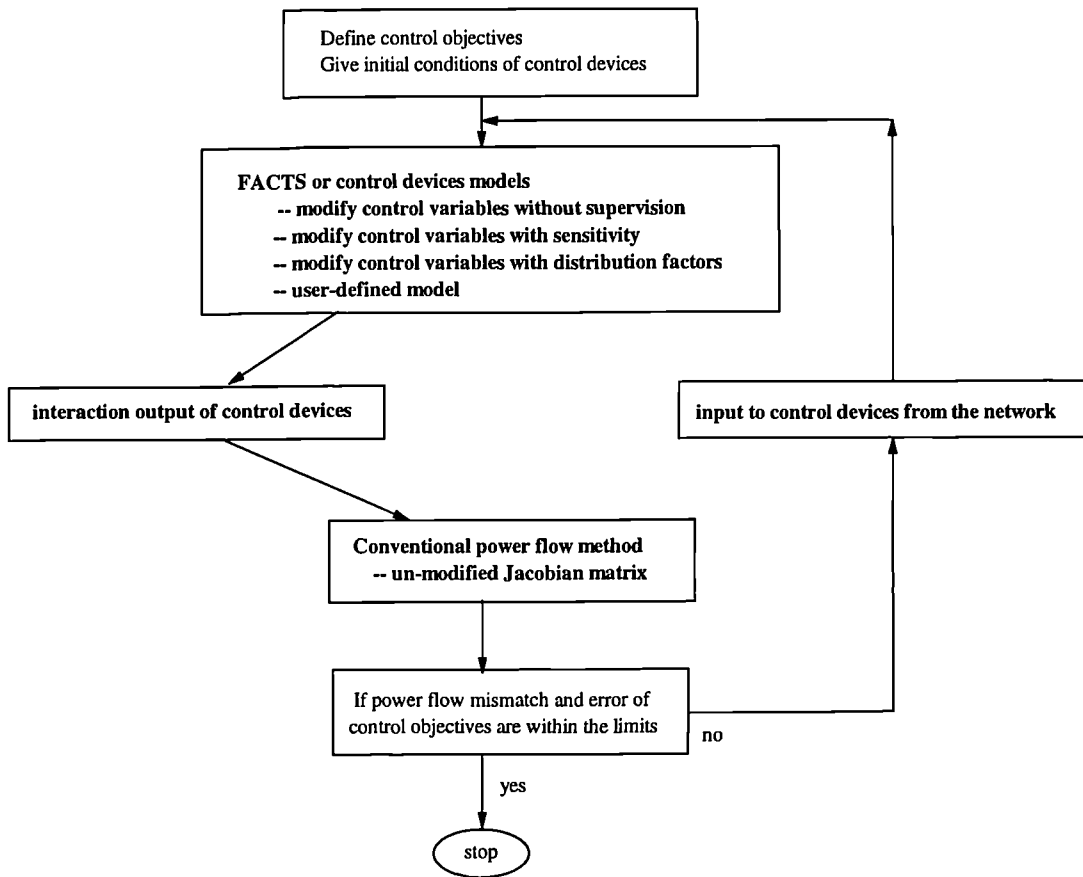 Define control objectives
Give initial conditions of control devices
FACTS or control devices models
-- modify control variables without supervision
-- modify control variables with sensitivity
-- modify control variables with distribution factors
-- user-defined model
interaction output of control devices
input to control devices from the network
Conventional power flow method
-- un-modified Jacobian matrix
If power flow mismatch and error of
control objectives are within the limits
no
yes
stop